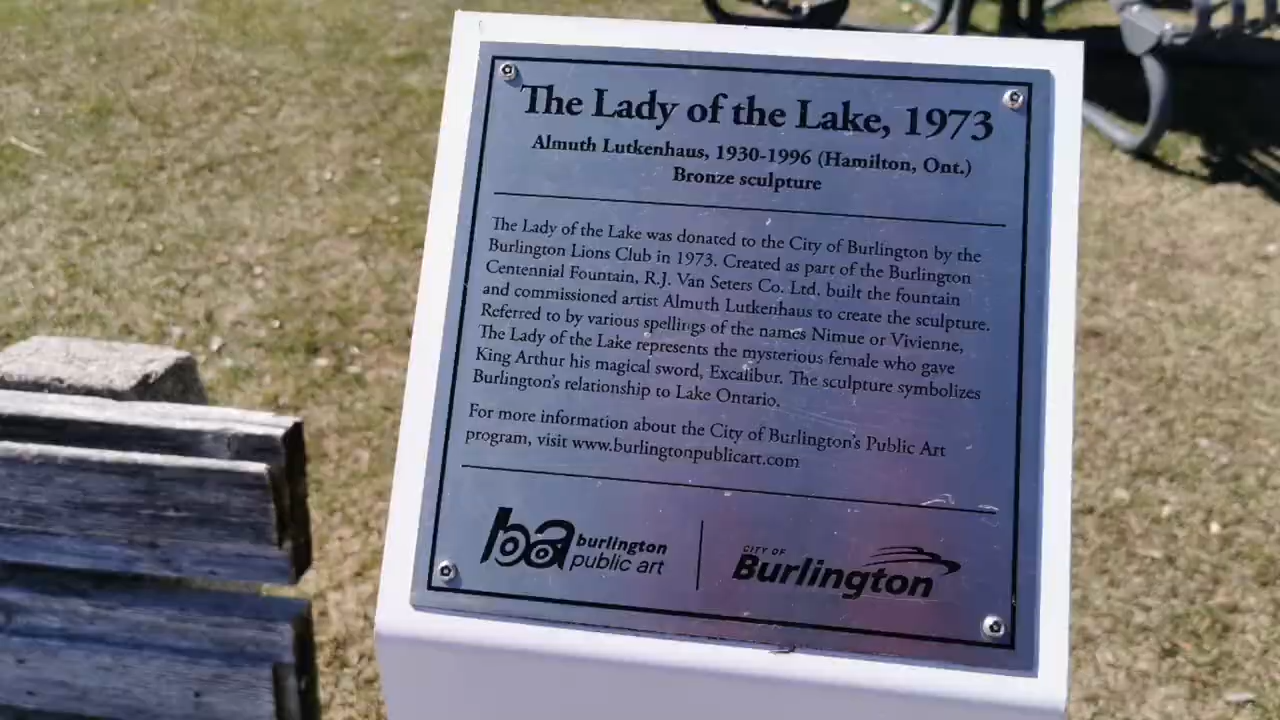 The Lady of the Lake, 1973
Almuth Lutkenhaus, 1930-1996 (Hamilton, Ont.)
Bronze sculpture
The Lady of the Lake was donated to the City of Burlington by the
Burlington Lions Club in 1973. Created as part of the Burlington
Centennial Fountain, R.J. Van Seters Co. Ltd. built the fountain
and commissioned artist Almuth Lutkenhaus to create the sculpture.
Referred to by various spellings of the names Nimue or Vivienne,
The Lady of the Lake represents the mysterious female who gave
King Arthur his magical sword, Excalibur. The sculpture symbolizes
Burlington's relationship to Lake Ontario.
For more information about the City of Burlington's Public Art
program, visit www.burlingtonpublicart.com
ba burlington
public art
CITY OF
Burlington